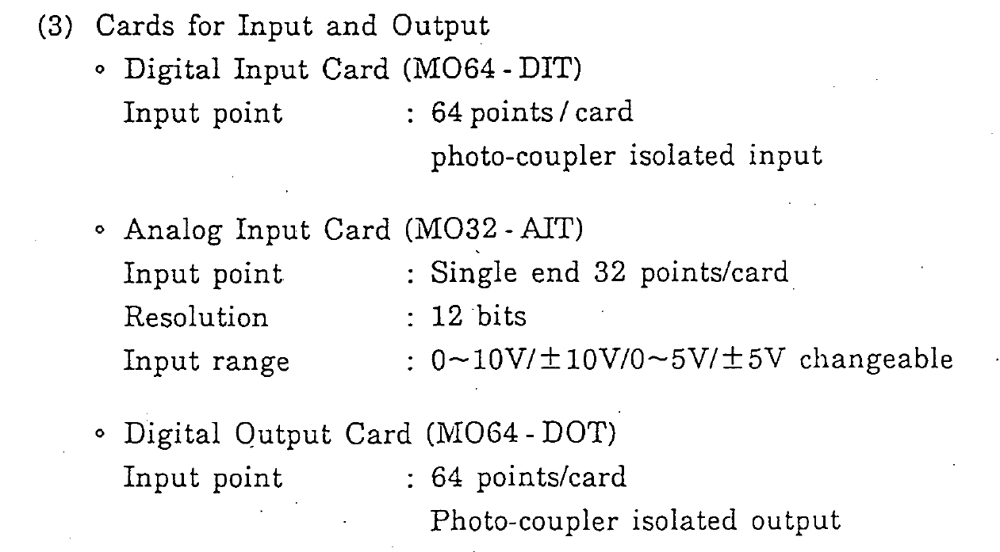 (3) Cards for Input and Output
∘ Digital Input Card (MO64 - DIT)
Input point : 64 points / card
photo-coupler isolated input
∘ Analog Input Card (MO32 - AIT)
Input point : Single end 32 points/card
Resolution : 12 bits
Input range : 0~10V/±10V/0~5V/±5V changeable
∘ Digital Output Card (MO64 - DOT)
Input point : 64 points/card
Photo-coupler isolated output